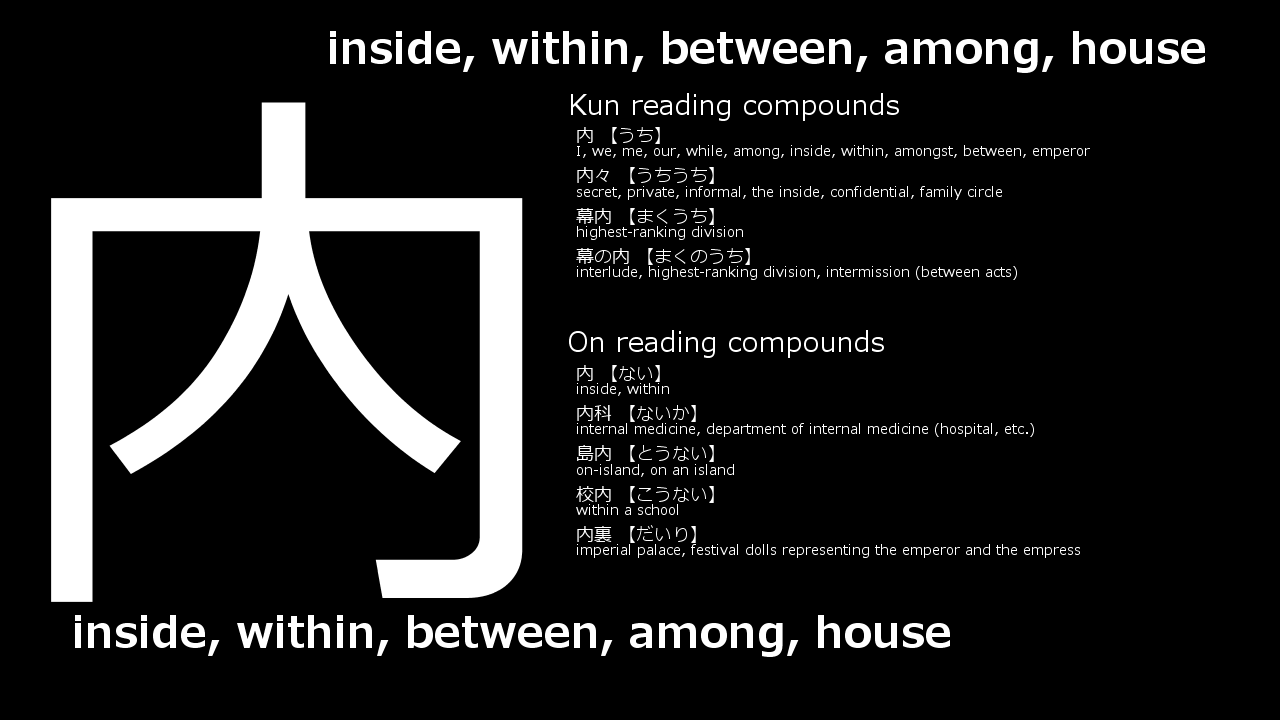 inside, within, between, among, house
内
Kun reading compounds
内 【うち】
I, we, me, our, while, among, inside, within, amongst, between, emperor
内々 【うちうち】
secret, private, informal, the inside, confidential, family circle
幕内 【まくうち】
highest-ranking division
幕の内 【まくのうち】
interlude, highest-ranking division, intermission (between acts)
On reading compounds
内 【ない】
inside, within
内科 【ないか】
internal medicine, department of internal medicine (hospital, etc.)
島内 【とうない】
on-island, on an island
校内 【こうない】
within a school
内裏 【だいり】
imperial palace, festival dolls representing the emperor and the empress
inside, within, between, among, house